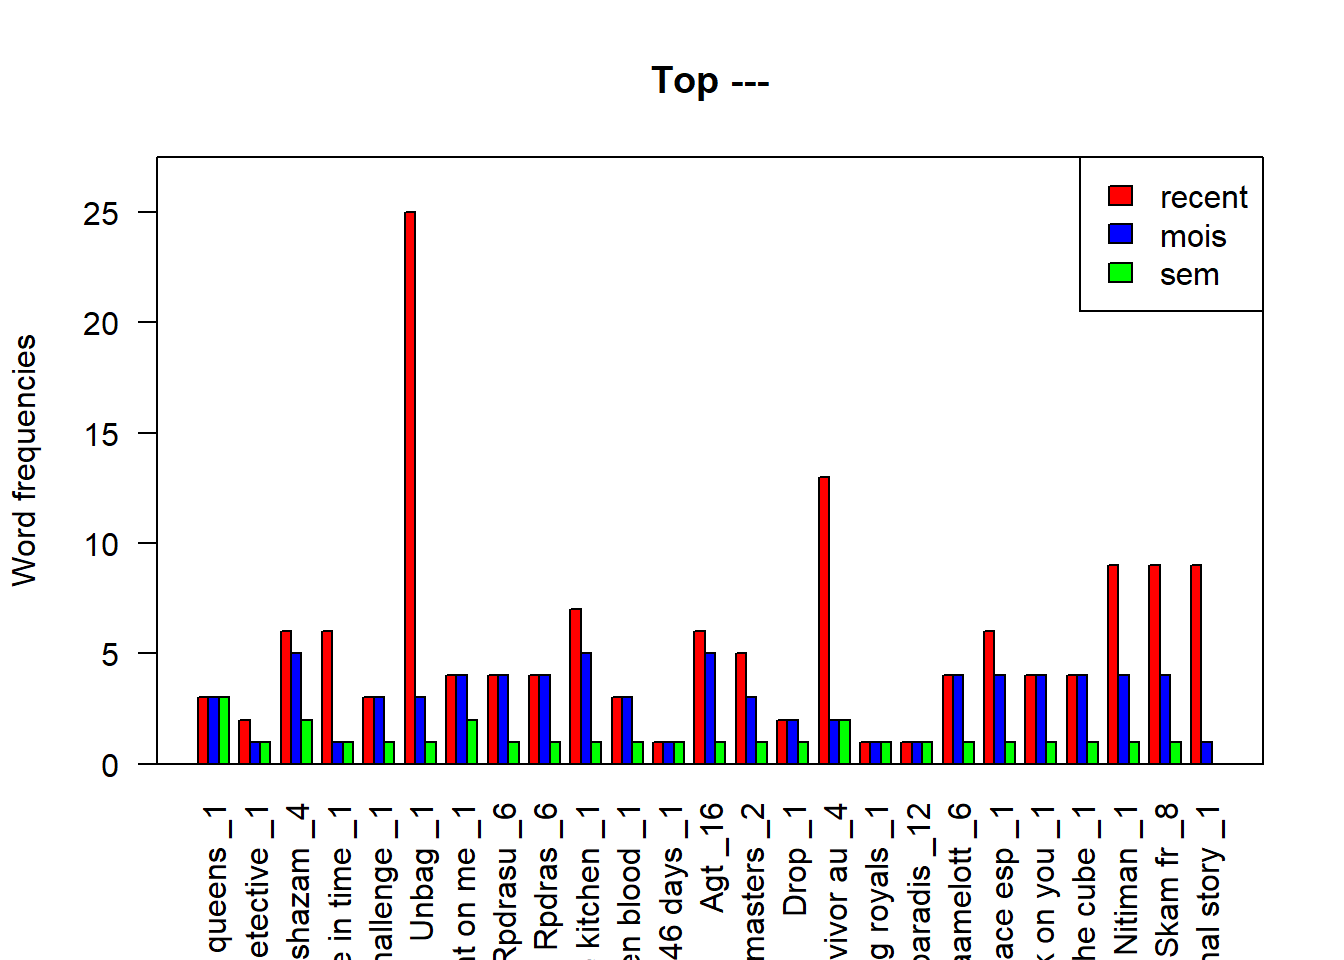 Top ---
recent
mois
sem
Word frequencies
25
20
15
10
5
0
queens _1
etective _1
shazam _4
e in time _1
hallenge _1
Unbag _1
at on me _1
Rpdrasu _6
Rpdras _6
kitchen _1
en blood _1
46 days _1
Agt _16
masters _2
Drop _1
vivor au _4
g royals _1
paradis _12
aamelott _6
ace esp _1
k on you _1
he cube _1
Nitiman _1
Skam fr _8
nal story _1